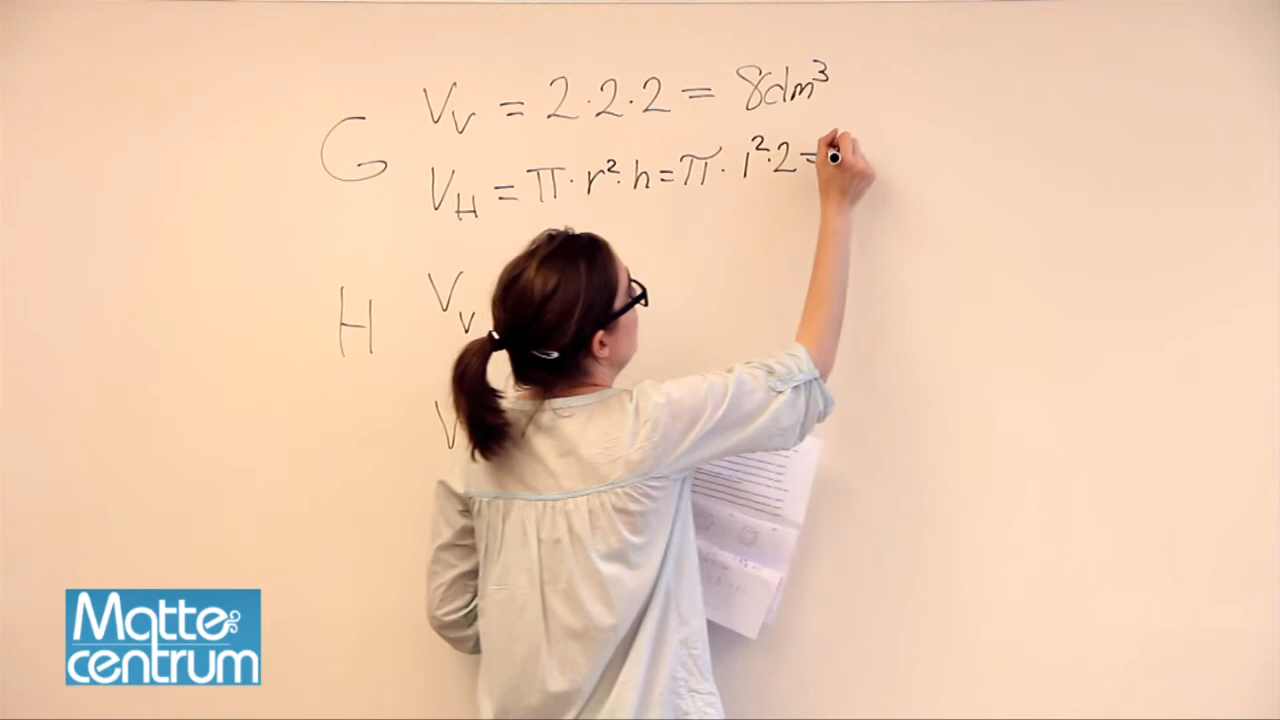 G
V_V = 2·2·2 = 8dm³
V_H = π·r²·h = π·1²·2 =
H
V_V
V
Matte
centrum